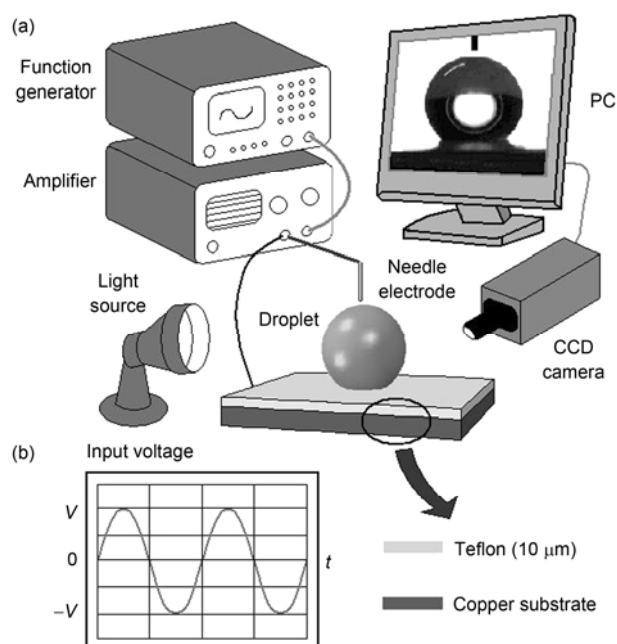 (a)
Function
generator
PC
Amplifier
Light
source
Needle
electrode
Droplet
CCD
camera
(b)
Input voltage
V
0
t
−V
Teflon (10 μm)
Copper substrate